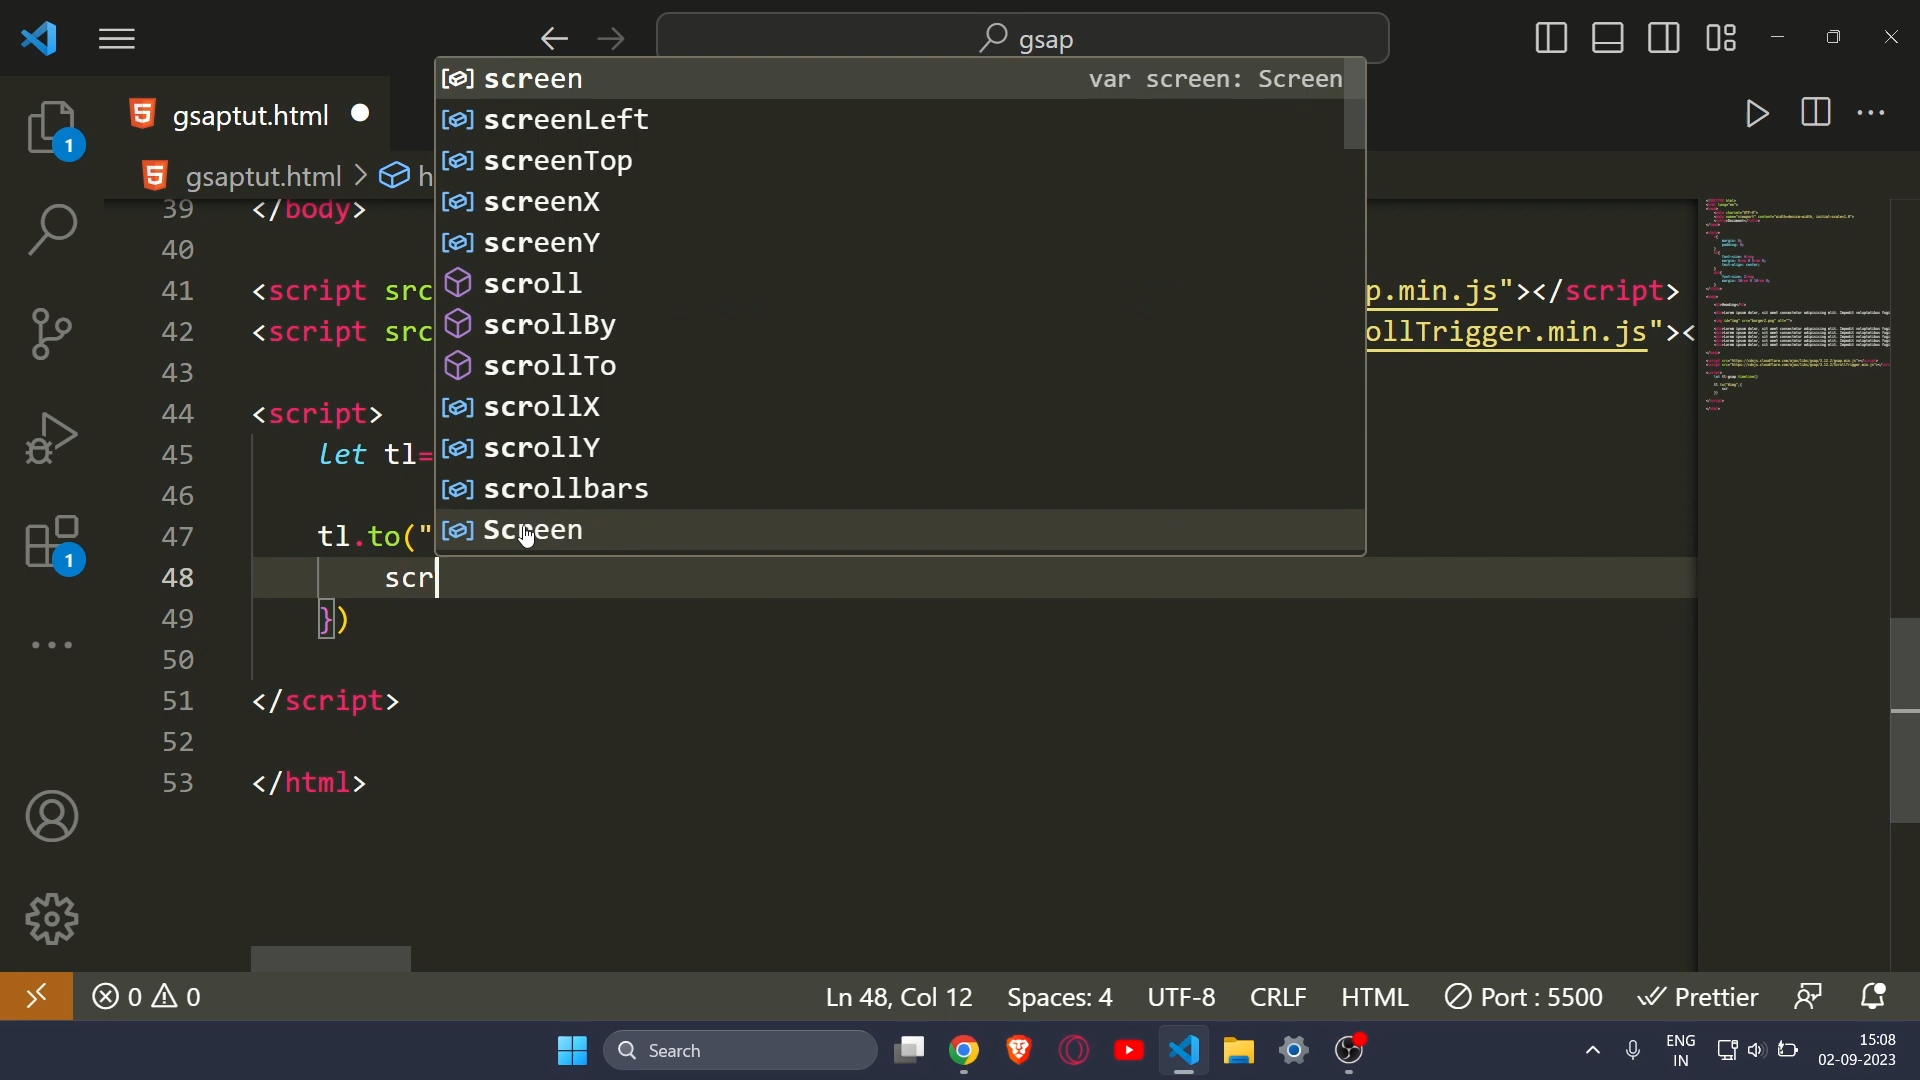 gsap
gsaptut.html
1
gsaptut.html > h
screen var screen: Screen
screenLeft
screenTop
screenX
screenY
scroll
scrollBy
scrollTo
scrollX
scrollY
scrollbars
Screen
39 </body>
40
41 <script src p.min.js"></script>
42 <script src ollTrigger.min.js"><
43
44 <script>
45 let tl=
46
47 tl.to("
48 scr
49 })
50
51 </script>
52
53 </html>
1
0 0
Ln 48, Col 12
Spaces: 4
UTF-8
CRLF
HTML
Port : 5500
Prettier
Search
ENG
IN
15:08
02-09-2023